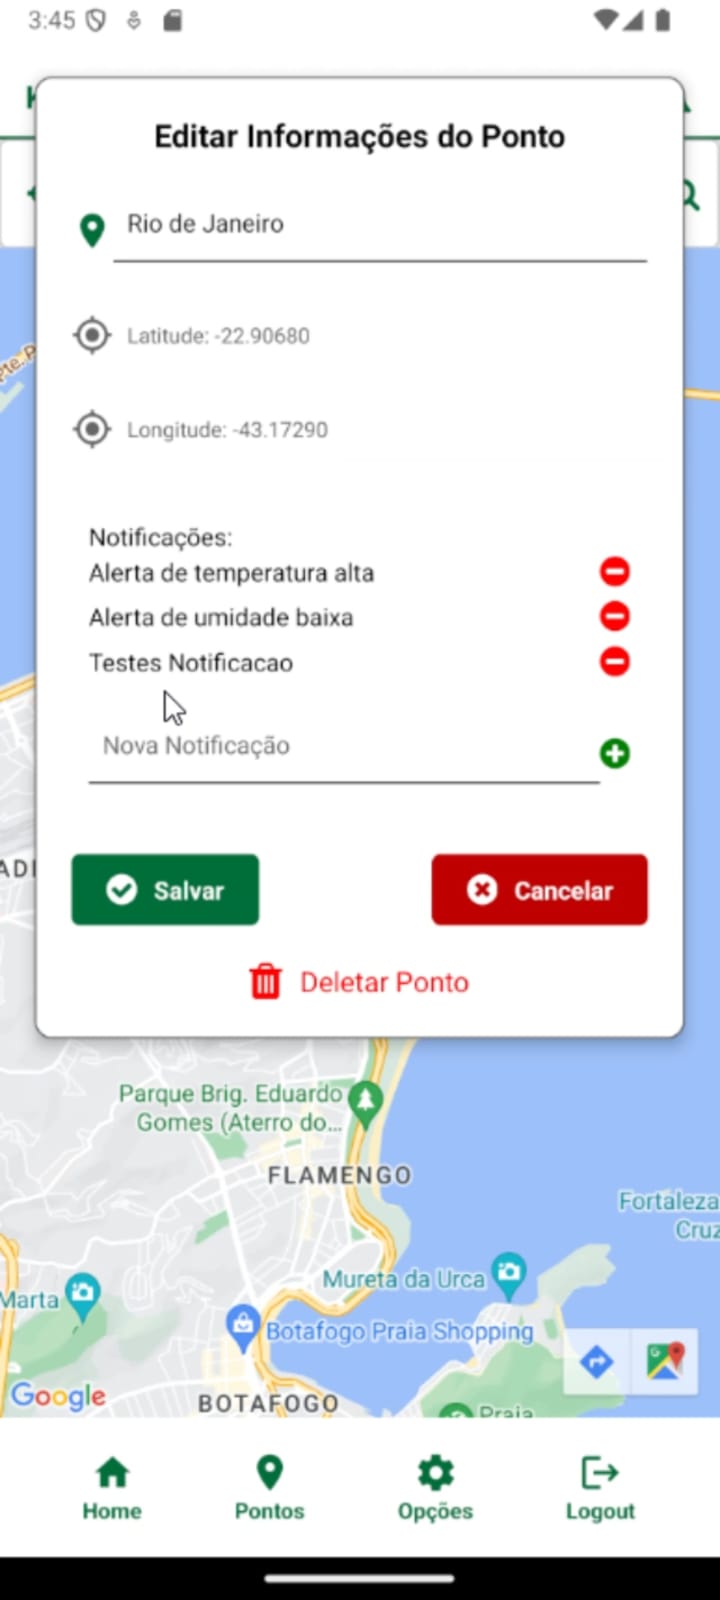 3:45
Editar Informações do Ponto
Rio de Janeiro
Latitude: -22.90680
Longitude: -43.17290
Notificações:
Alerta de temperatura alta
Alerta de umidade baixa
Testes Notificacao
Nova Notificação
Salvar
Cancelar
Deletar Ponto
Parque Brig. Eduardo
Gomes (Aterro do...
FLAMENGO
Fortaleza
Mureta da Urca
Marta
Botafogo Praia Shopping
Google
BOTAFOGO
Praia
Home
Pontos
Opções
Logout